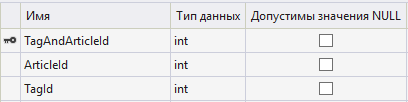 Имя Тип данных Допустимы значения NULL
TagAndArticleId int
ArticleId int
TagId int